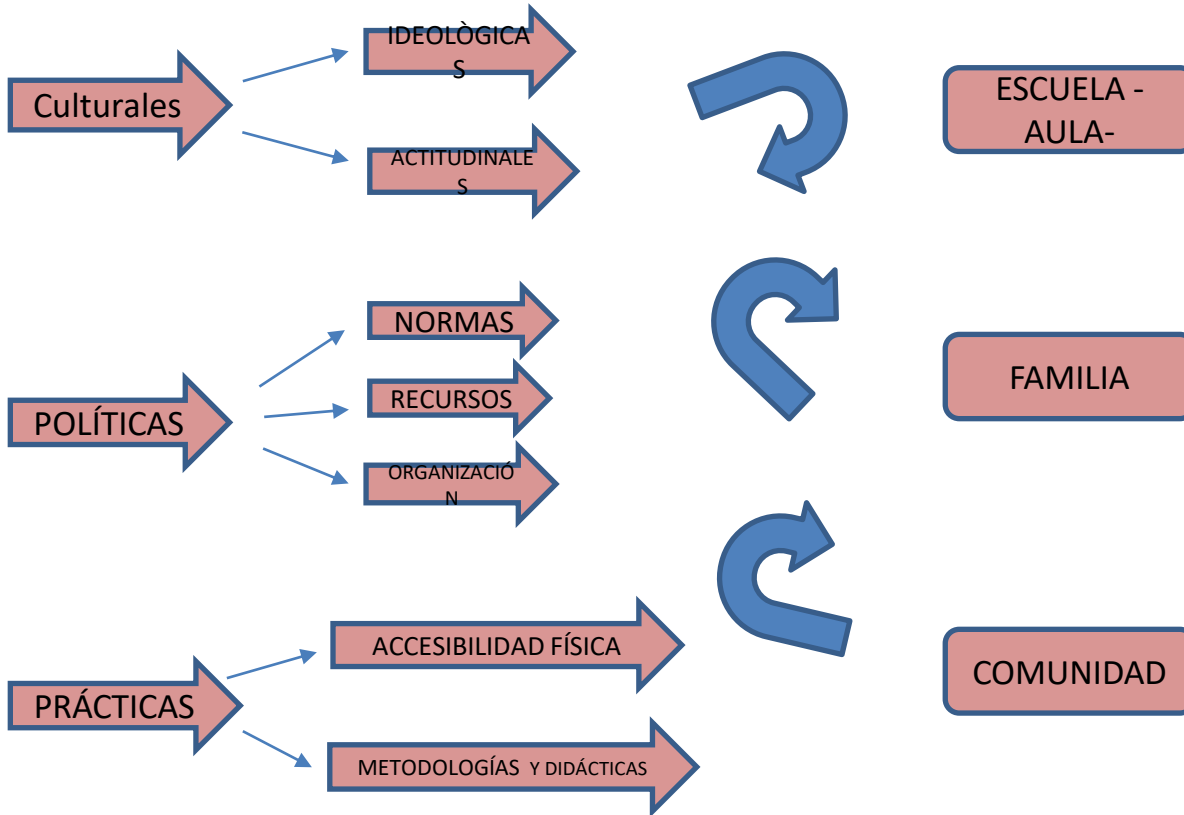 IDEOLÒGICA
S
Culturales
ACTITUDINALE
S
ESCUELA -
AULA-
NORMAS
RECURSOS
POLÍTICAS
ORGANIZACIÓ
N
FAMILIA
ACCESIBILIDAD FÍSICA
PRÁCTICAS
METODOLOGÍAS Y DIDÁCTICAS
COMUNIDAD